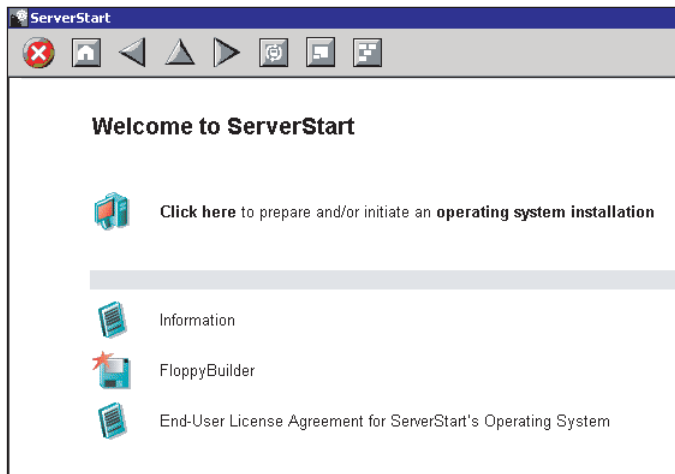 ServerStart
Welcome to ServerStart
Click here to prepare and/or initiate an operating system installation
Information
FloppyBuilder
End-User License Agreement for ServerStart's Operating System